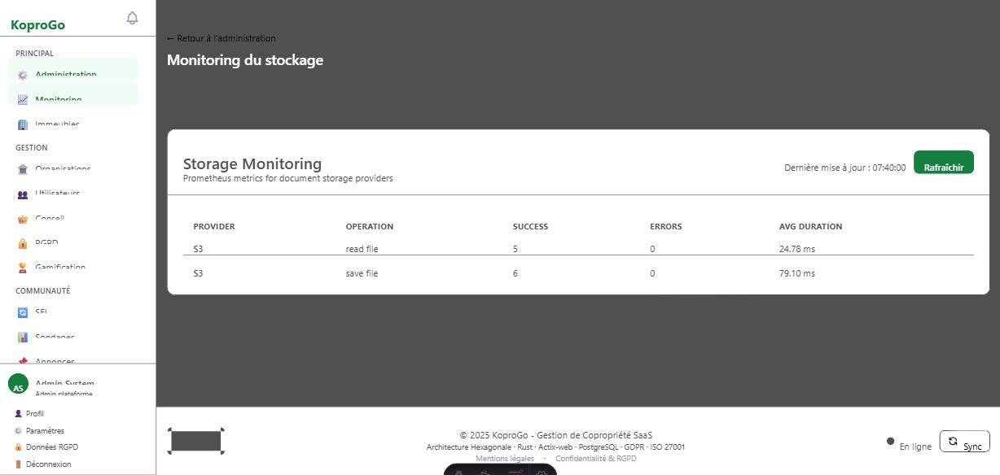 KoproGo
PRINCIPAL
Administration
Monitoring
Immeubles
GESTION
Organisations
Utilisateurs
Conseil
RGPD
Gamification
COMMUNAUTÉ
SEL
Sondages
Annonces
AS
Admin System
Admin plateforme
Profil
Paramètres
Données RGPD
Déconnexion
← Retour à l'administration
Monitoring du stockage
Storage Monitoring
Prometheus metrics for document storage providers
Dernière mise à jour : 07:40:00
Rafraîchir
PROVIDER OPERATION SUCCESS ERRORS AVG DURATION
S3 read file 5 0 24.78 ms
S3 save file 6 0 79.10 ms
© 2025 KoproGo - Gestion de Copropriété SaaS
Architecture Hexagonale · Rust · Actix-web · PostgreSQL · GDPR · ISO 27001
Mentions légales · Confidentialité & RGPD
En ligne
Sync